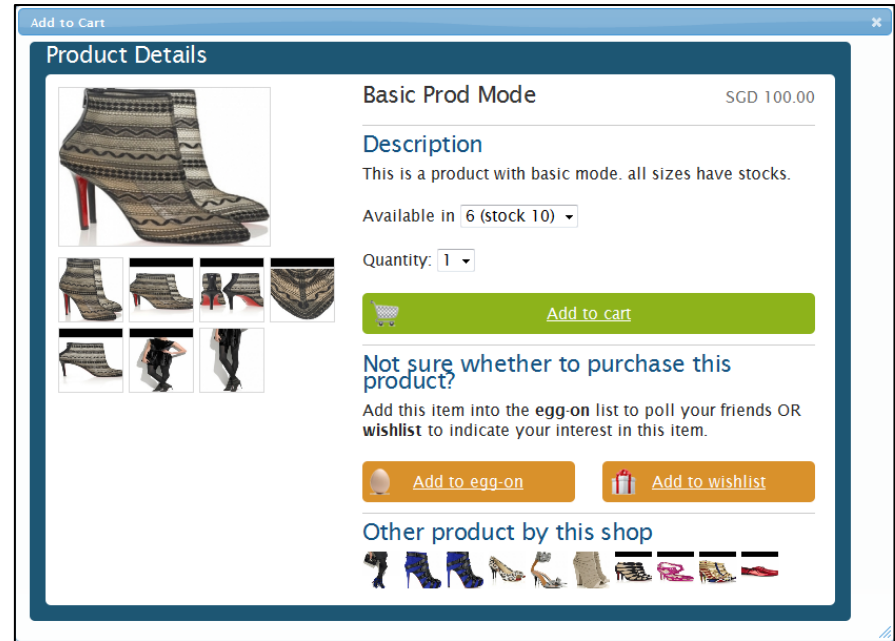 Add to Cart
Product Details
Basic Prod Mode
SGD 100.00
Description
This is a product with basic mode. all sizes have stocks.
Available in 6 (stock 10)
Quantity: 1
Add to cart
Not sure whether to purchase this
product?
Add this item into the egg-on list to poll your friends OR
wishlist to indicate your interest in this item.
Add to egg-on
Add to wishlist
Other product by this shop